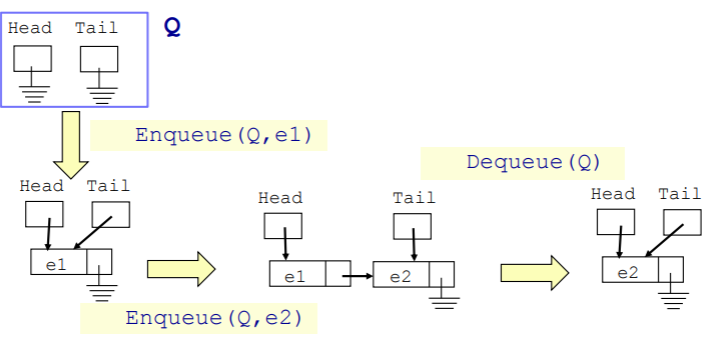 Head Tail Q
Enqueue(Q,e1)
Dequeue(Q)
Head Tail
Head Tail
Head Tail
e1
e1 e2
e2
Enqueue(Q,e2)